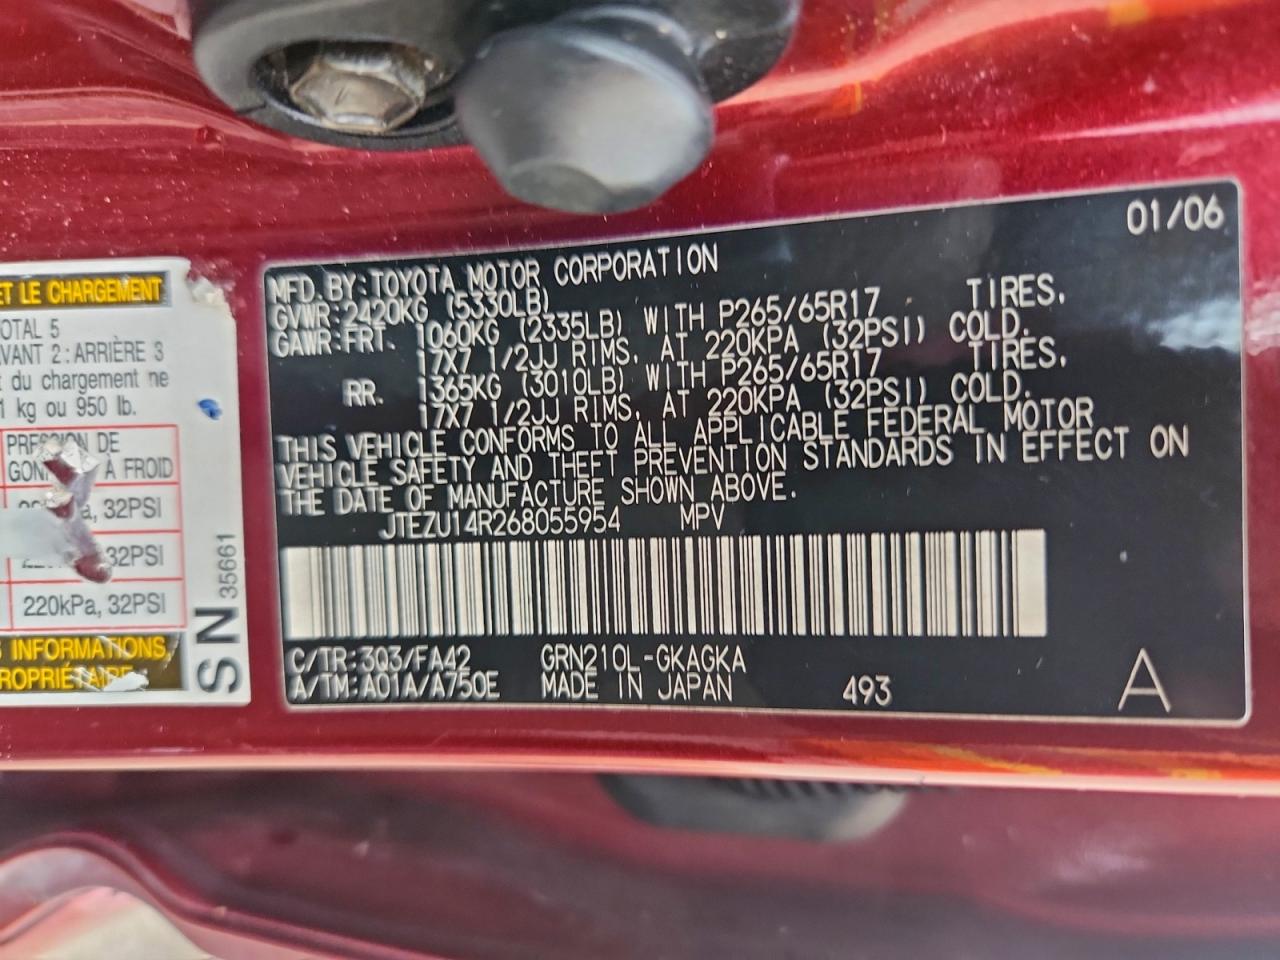 ET LE CHARGEMENT
TOTAL 5
AVANT 2: ARRIÈRE 3
du chargement ne
kg ou 950 lb.
DE
À FROID
32PSI
32PSI
220kPa, 32PSI
INFORMATIONS,
SN 35661
01/06
MFD. BY: TOYOTA MOTOR CORPORATION
GVWR: 2420KG (5330LB)
GAWR: FRT. 1060KG (2335LB) WITH P265/65R17 TIRES,
17X7 1/2JJ RIMS, AT 220KPA (32PSI) COLD.
RR. 1365KG (3010LB) WITH P265/65R17 TIRES,
17X7 1/2JJ RIMS, AT 220KPA (32PSI) COLD.
THIS VEHICLE CONFORMS TO ALL APPLICABLE FEDERAL MOTOR
VEHICLE SAFETY AND THEFT PREVENTION STANDARDS IN EFFECT ON
THE DATE OF MANUFACTURE SHOWN ABOVE.
JTEZU14R268055954 MPV
C/TR: 3Q3/FA42 GRN210L-GKAGKA
A/TM: A01A/A750E MADE IN JAPAN 493
A